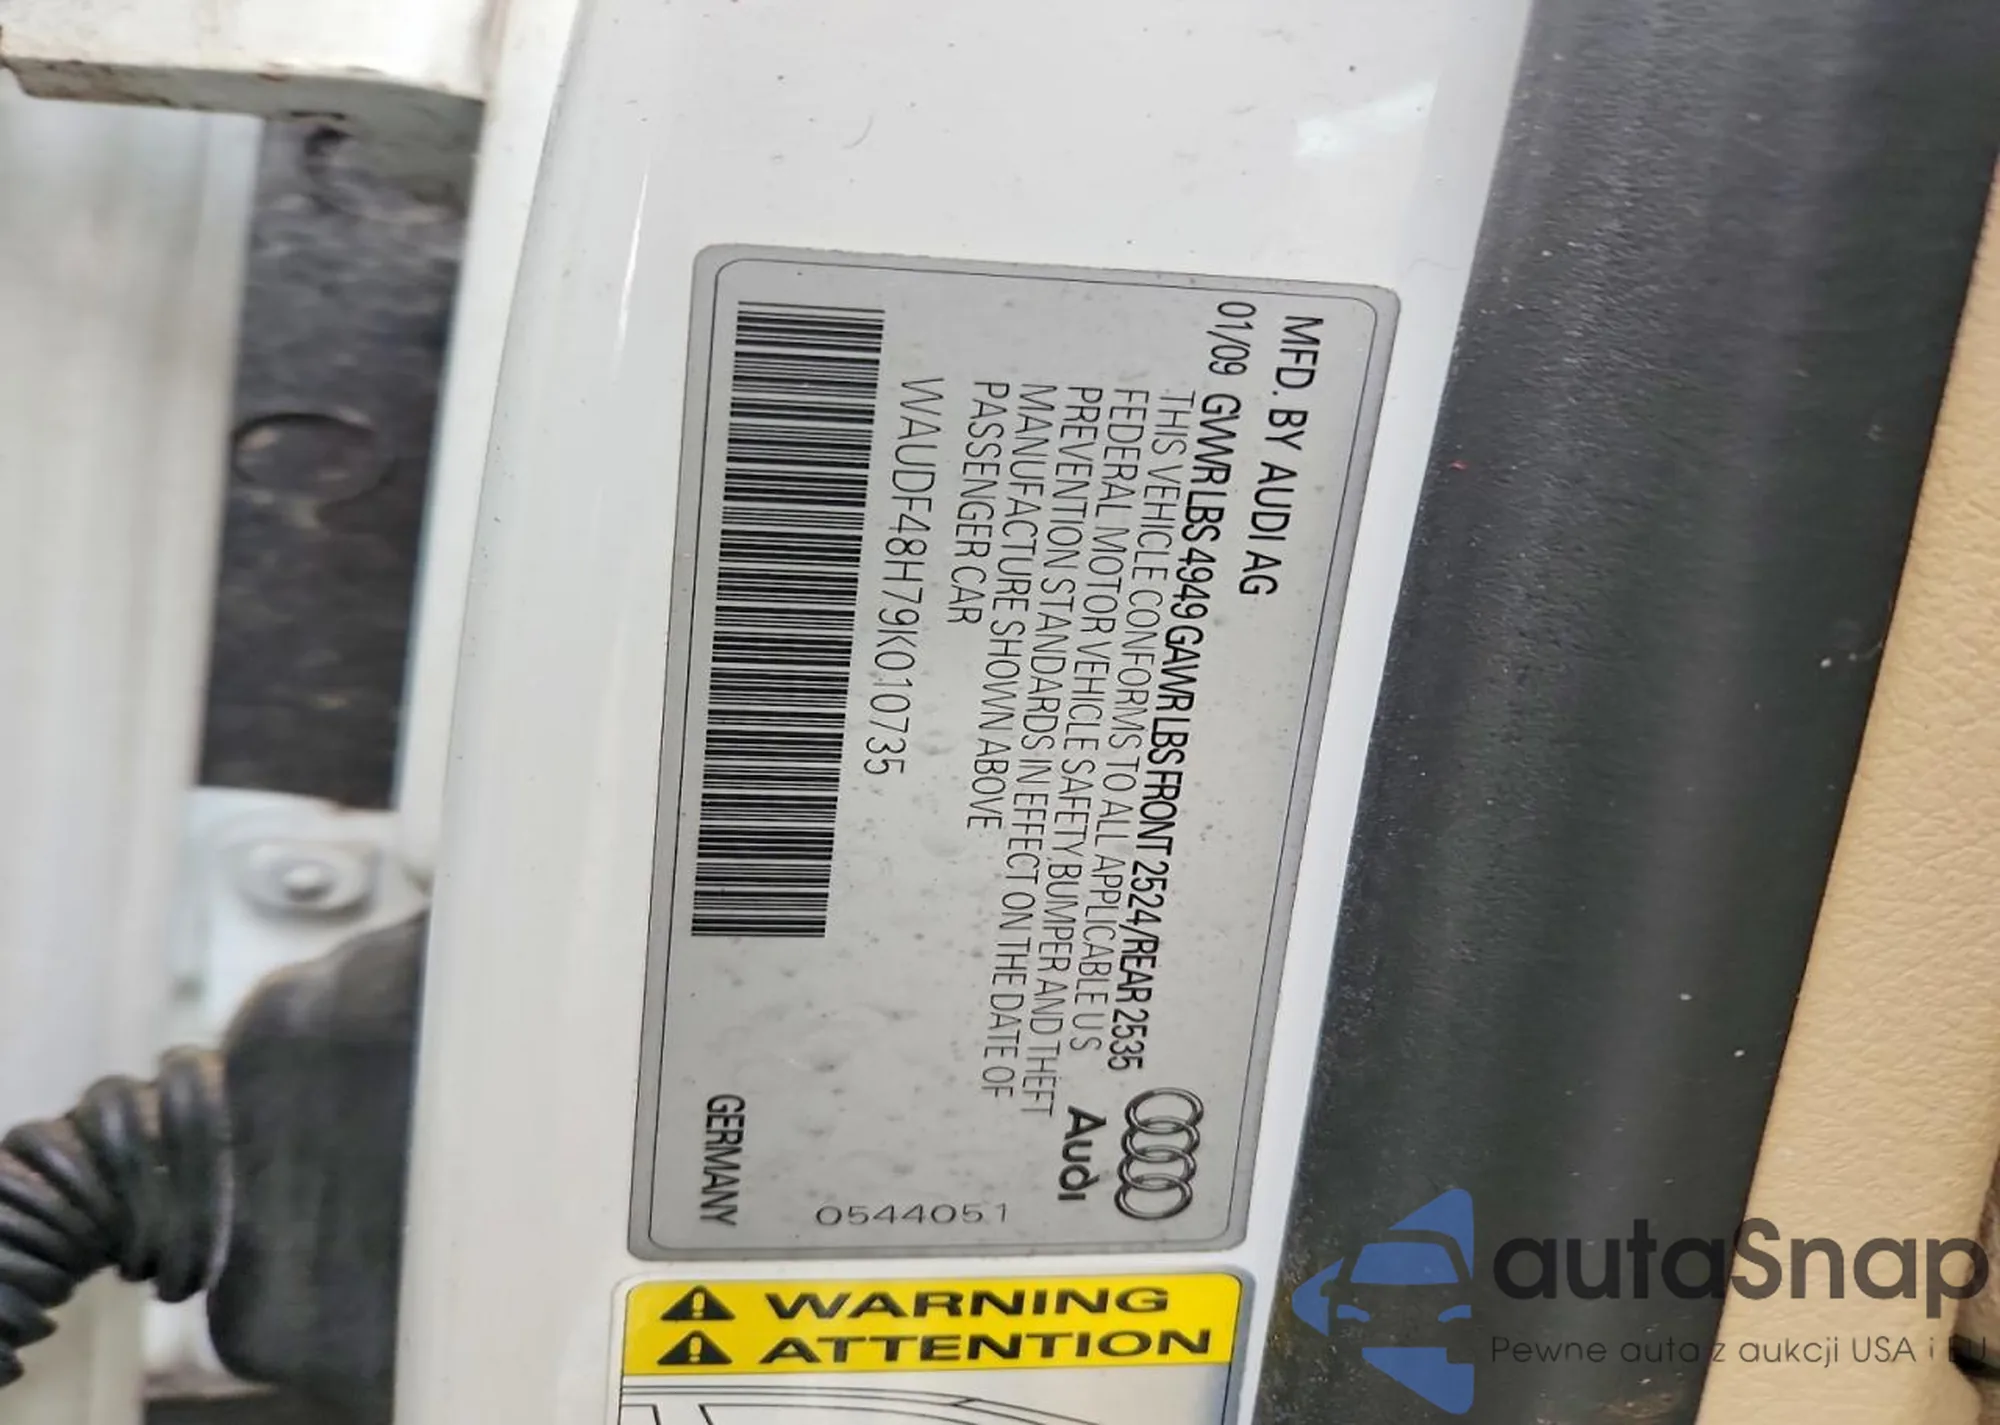 MFD. BY AUDI AG
01/09 GVWR LBS 4949 GAWR LBS FRONT 2524/REAR 2535
THIS VEHICLE CONFORMS TO ALL APPLICABLE U S
FEDERAL MOTOR VEHICLE SAFETY BUMPER AND THEFT
PREVENTION STANDARDS IN EFFECT ON THE DATE OF
MANUFACTURE SHOWN ABOVE
PASSENGER CAR
WAUDF48H79K010735
Audi
GERMANY
0544051
WARNING
ATTENTION
autaSnap
Pewne auta z aukcji USA i EU